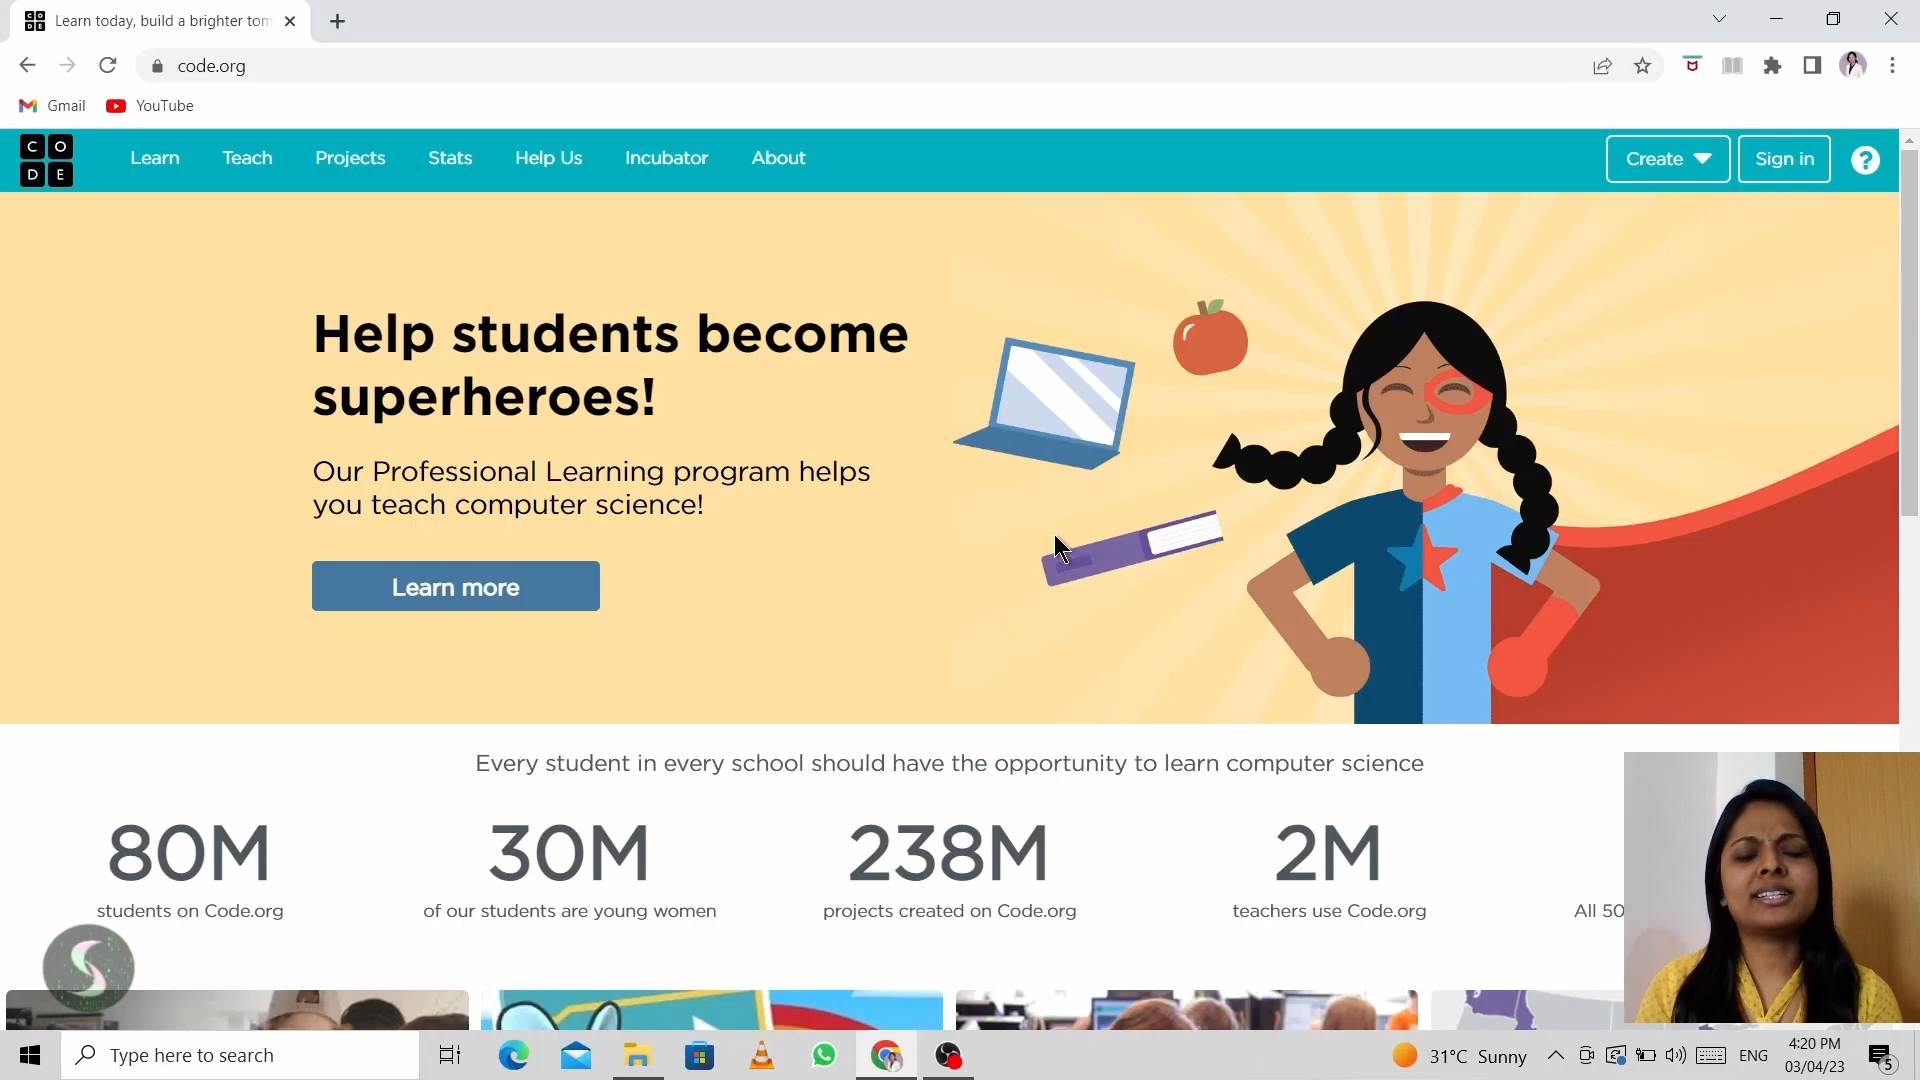 Learn today, build a brighter tom
code.org
Gmail
YouTube
C O
D E
Learn
Teach
Projects
Stats
Help Us
Incubator
About
Create
Sign in
?
Help students become
superheroes!
Our Professional Learning program helps
you teach computer science!
Learn more
Every student in every school should have the opportunity to learn computer science
80M
students on Code.org
30M
of our students are young women
238M
projects created on Code.org
2M
teachers use Code.org
All 50
Type here to search
31°C Sunny
ENG
4:20 PM
03/04/23
5